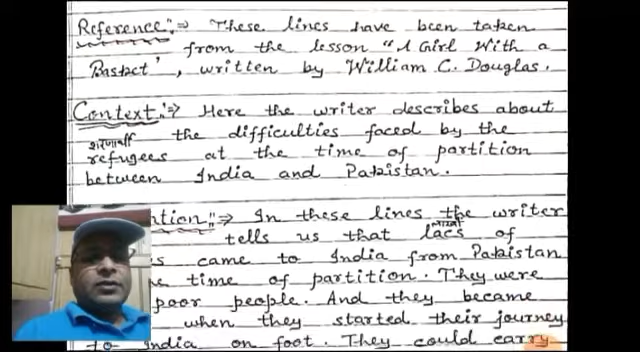 Reference:⇒ These lines have been taken
from the lesson "A Girl With a
Basket", written by William C. Douglas.
Context:⇒ Here the writer describes about
शरणार्थी the difficulties faced by the
refugees at the time of partition
between India and Pakistan.
In these lines the writer
लाखों
tells us that lacs of
came to India from Pakistan
time of partition. They were
poor people. And they became
when they started their journey
to India on foot. They could carry